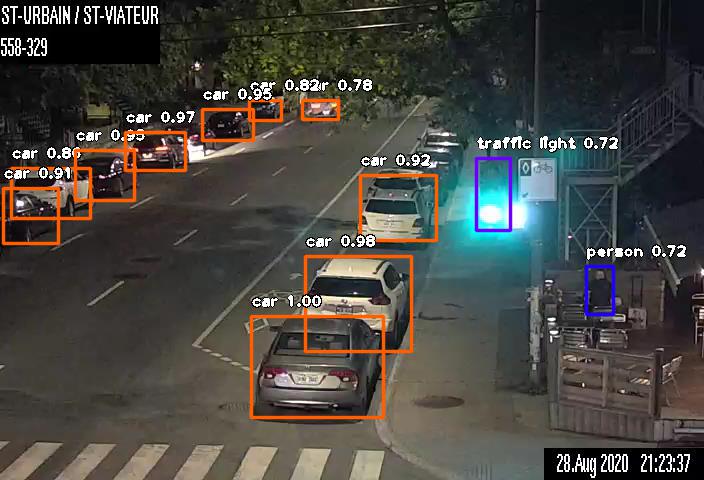 ST-URBAIN / ST-VIATEUR
558-329
car 0.82
car 0.78
car 0.95
car 0.97
car 0.95
car 0.86
car 0.91
car 0.92
traffic light 0.72
car 0.98
person 0.72
car 1.00
28.Aug 2020 21:23:37